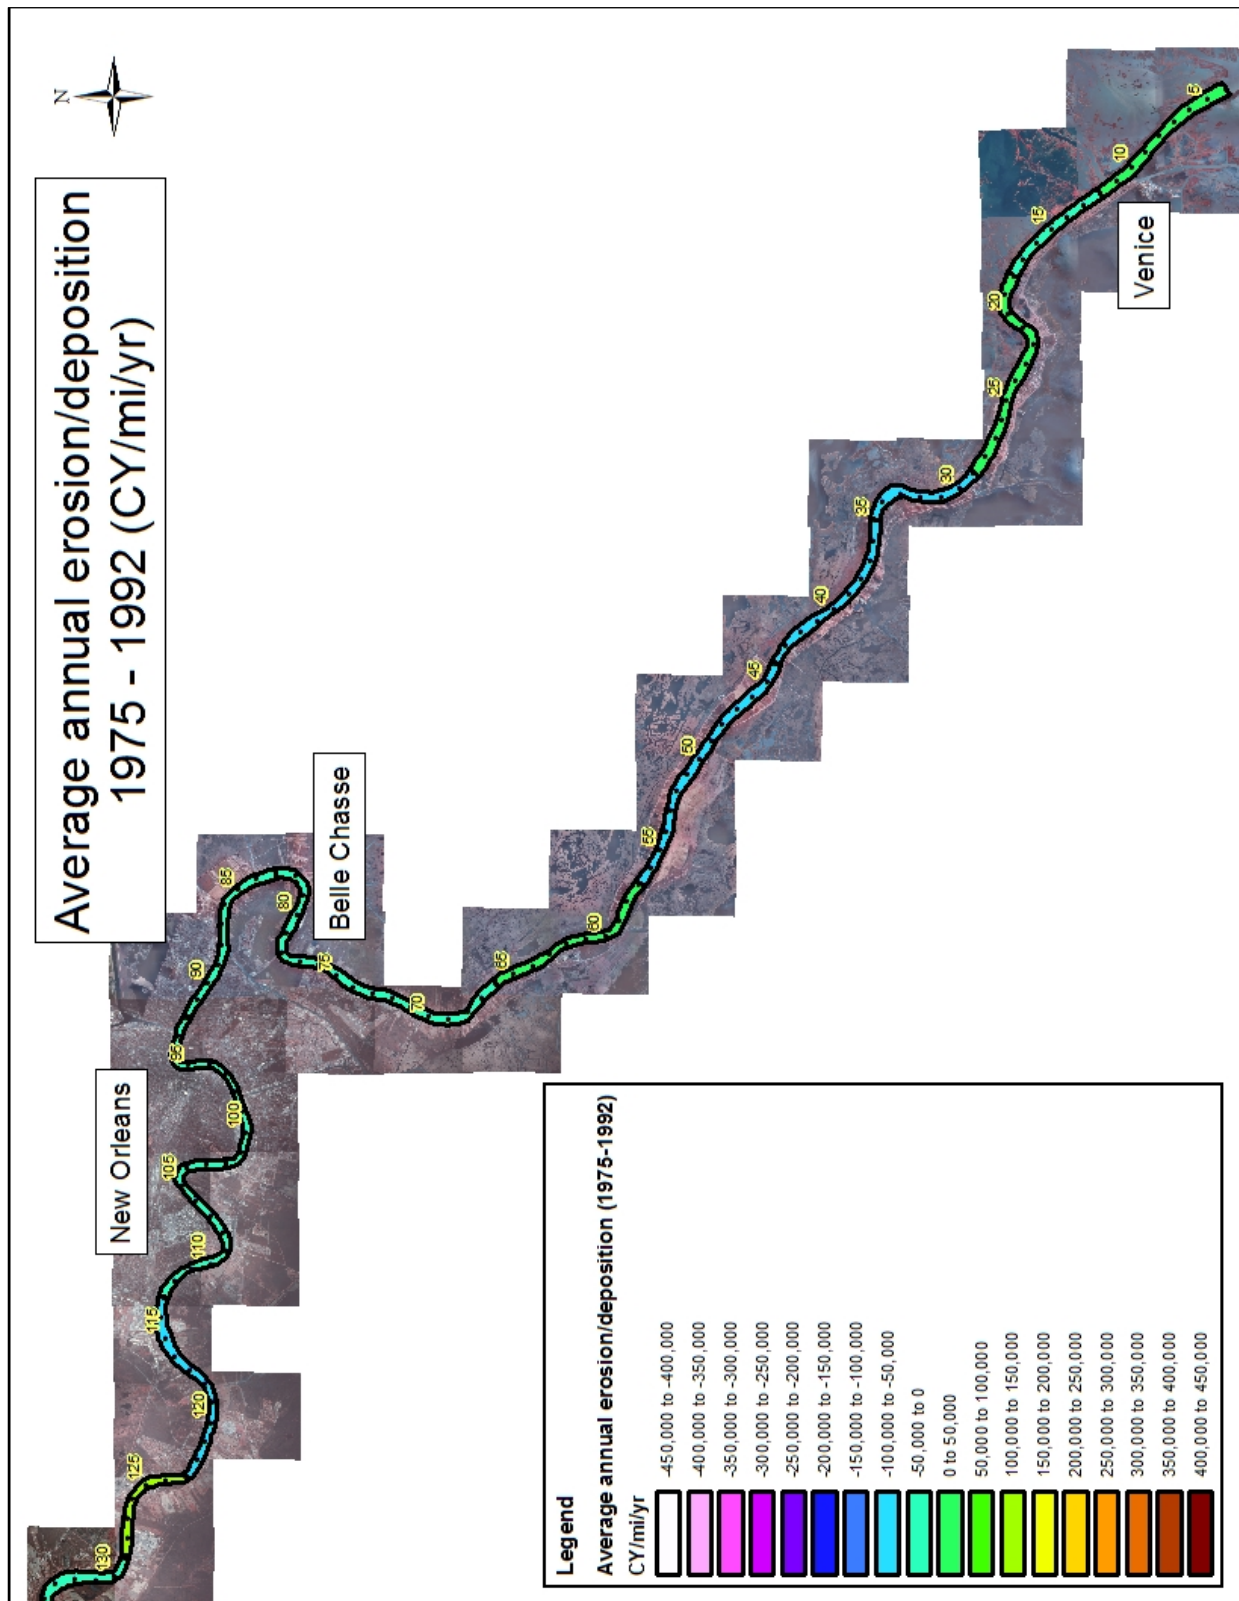 Average annual erosion/deposition
1975 - 1992 (CY/mi/yr)
N
New Orleans
Belle Chasse
Venice
130
125
120
115
110
105
100
95
90
85
80
75
70
65
60
55
50
45
40
35
30
25
20
15
10
5
Legend
Average annual erosion/deposition (1975-1992)
CY/mi/yr
-450,000 to -400,000
-400,000 to -350,000
-350,000 to -300,000
-300,000 to -250,000
-250,000 to -200,000
-200,000 to -150,000
-150,000 to -100,000
-100,000 to -50,000
-50,000 to 0
0 to 50,000
50,000 to 100,000
100,000 to 150,000
150,000 to 200,000
200,000 to 250,000
250,000 to 300,000
300,000 to 350,000
350,000 to 400,000
400,000 to 450,000